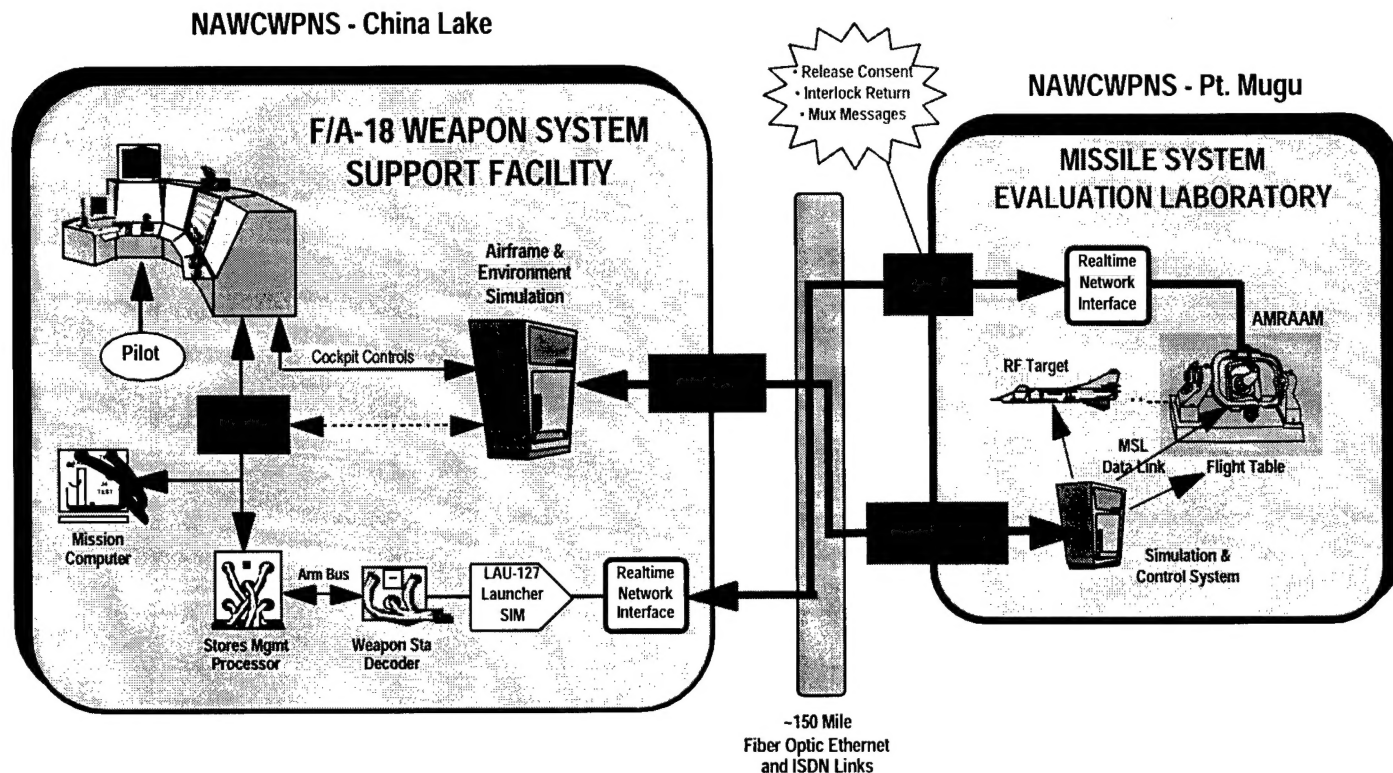 NAWCWPNS - China Lake
F/A-18 WEAPON SYSTEM
SUPPORT FACILITY
Airframe &
Environment
Simulation
Pilot
Cockpit Controls
Mission
Computer
Stores Mgmt
Processor
Arm Bus
Weapon Sta
Decoder
LAU-127
Launcher
SIM
Realtime
Network
Interface
• Release Consent
• Interlock Return
• Mux Messages
~150 Mile
Fiber Optic Ethernet
and ISDN Links
NAWCWPNS - Pt. Mugu
MISSILE SYSTEM
EVALUATION LABORATORY
Realtime
Network
Interface
AMRAAM
RF Target
MSL
Data Link
Flight Table
Simulation &
Control System